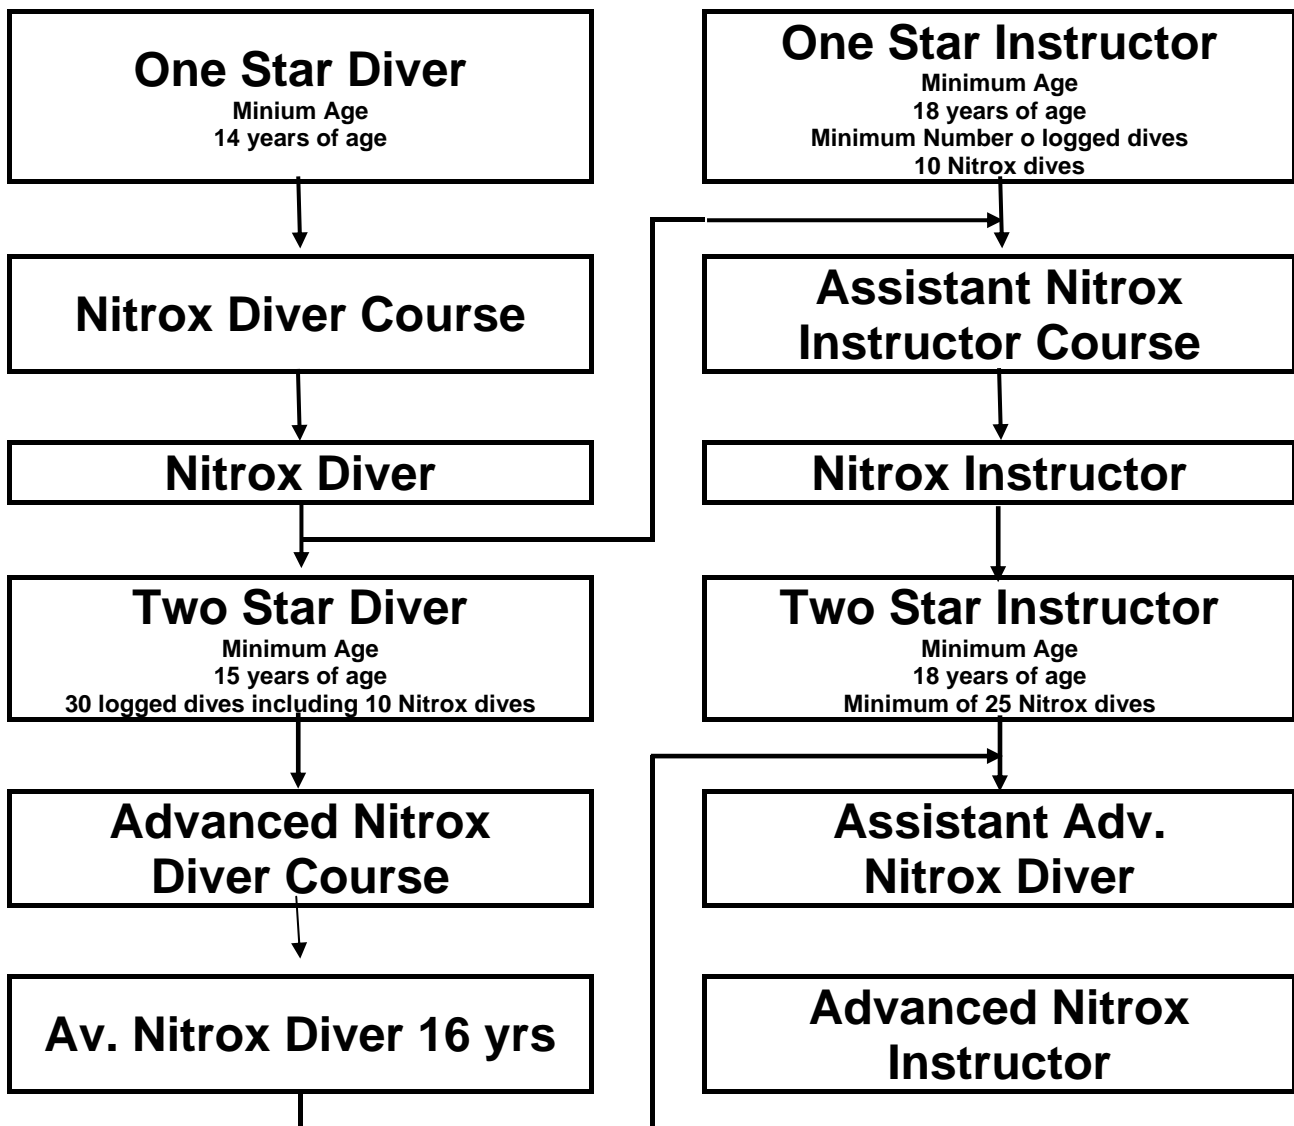 One Star Diver
Minium Age
14 years of age
Nitrox Diver Course
Nitrox Diver
Two Star Diver
Minimum Age
15 years of age
30 logged dives including 10 Nitrox dives
Advanced Nitrox
Diver Course
Av. Nitrox Diver 16 yrs
One Star Instructor
Minimum Age
18 years of age
Minimum Number o logged dives
10 Nitrox dives
Assistant Nitrox
Instructor Course
Nitrox Instructor
Two Star Instructor
Minimum Age
18 years of age
Minimum of 25 Nitrox dives
Assistant Adv.
Nitrox Diver
Advanced Nitrox
Instructor